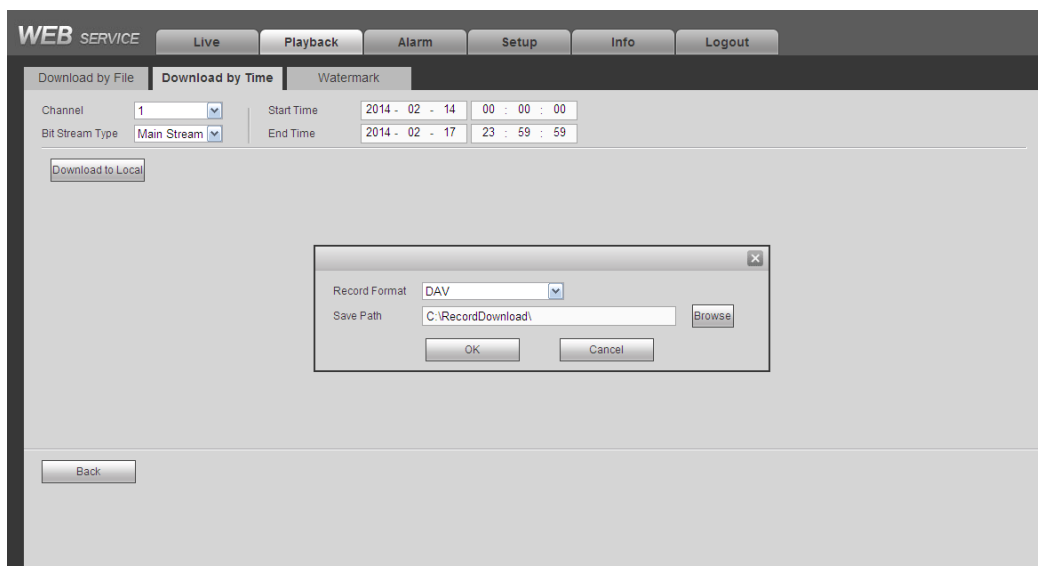 WEB SERVICE Live Playback Alarm Setup Info Logout
Download by File Download by Time Watermark
Channel 1 Start Time 2014 - 02 - 14 00 : 00 : 00
Bit Stream Type Main Stream End Time 2014 - 02 - 17 23 : 59 : 59
Download to Local
Record Format DAV
Save Path C:\RecordDownload\ Browse
OK Cancel
Back